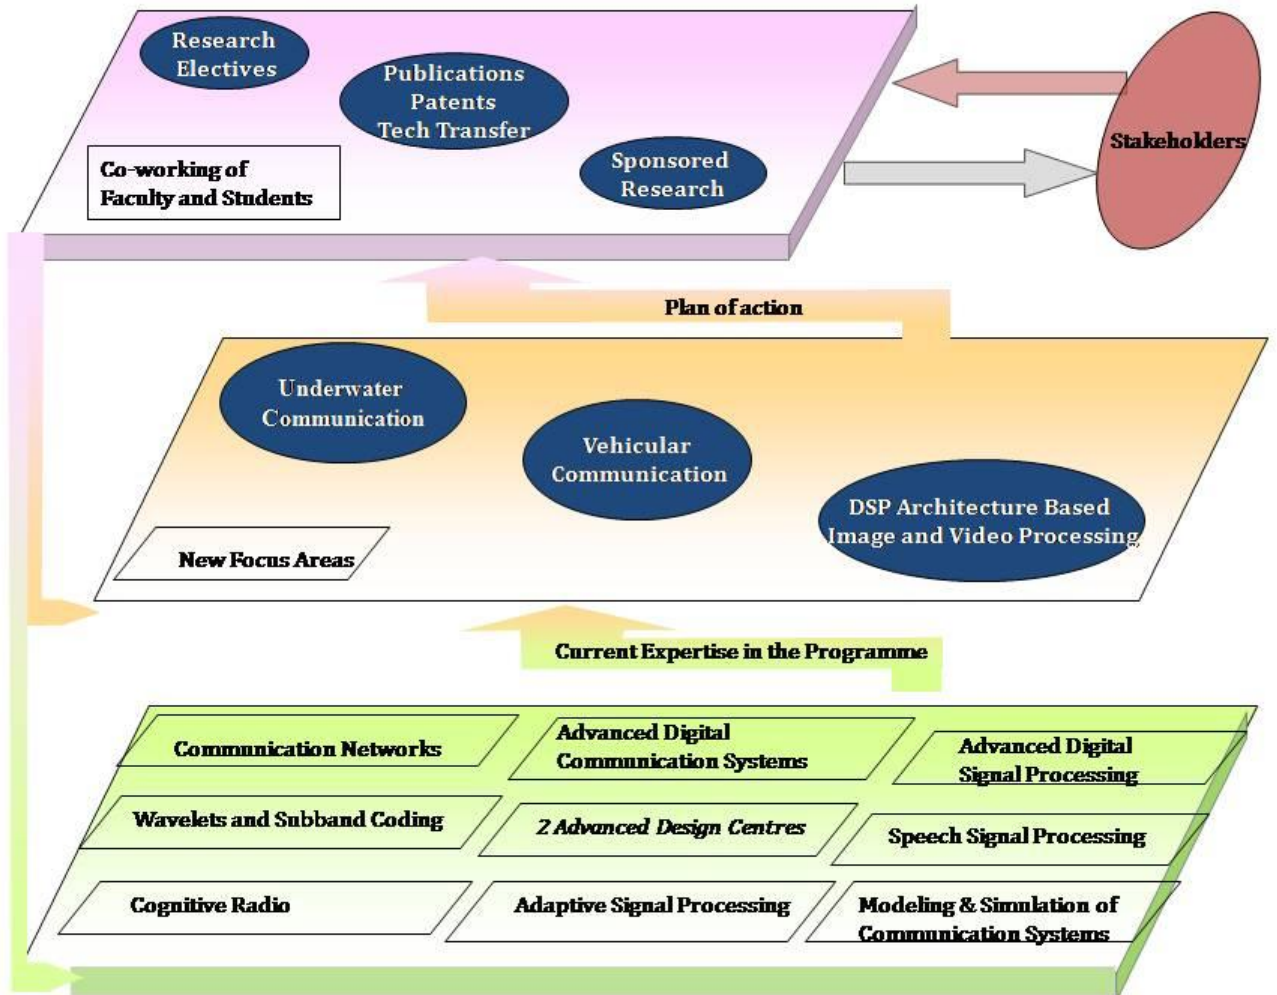 Research
Electives
Publications
Patents
Tech Transfer
Sponsored
Research
Co-working of
Faculty and Students
Stakeholders
Plan of action
Underwater
Communication
Vehicular
Communication
DSP Architecture Based
Image and Video Processing
New Focus Areas
Current Expertise in the Programme
Communication Networks
Advanced Digital
Communication Systems
Advanced Digital
Signal Processing
Wavelets and Subband Coding
2 Advanced Design Centres
Speech Signal Processing
Cognitive Radio
Adaptive Signal Processing
Modeling & Simulation of
Communication Systems